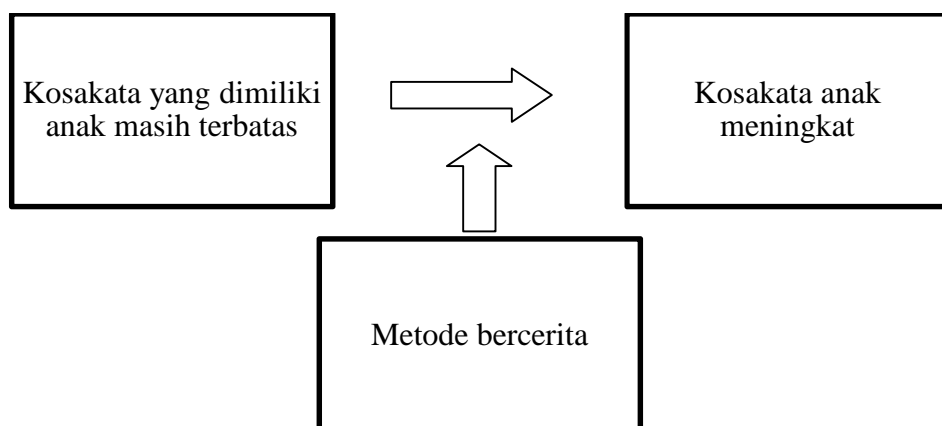 Kosakata yang dimiliki
anak masih terbatas
Kosakata anak
meningkat
Metode bercerita